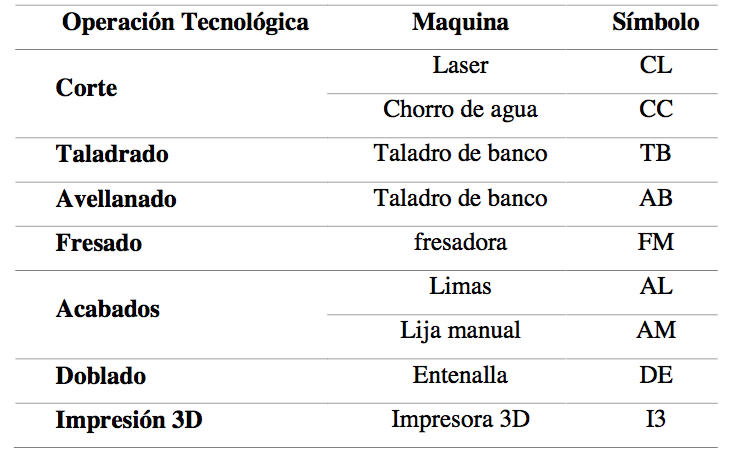 Operación Tecnológica Maquina Símbolo
Corte Laser CL
Chorro de agua CC
Taladrado Taladro de banco TB
Avellanado Taladro de banco AB
Fresado fresadora FM
Acabados Limas AL
Lija manual AM
Doblado Entenalla DE
Impresión 3D Impresora 3D I3